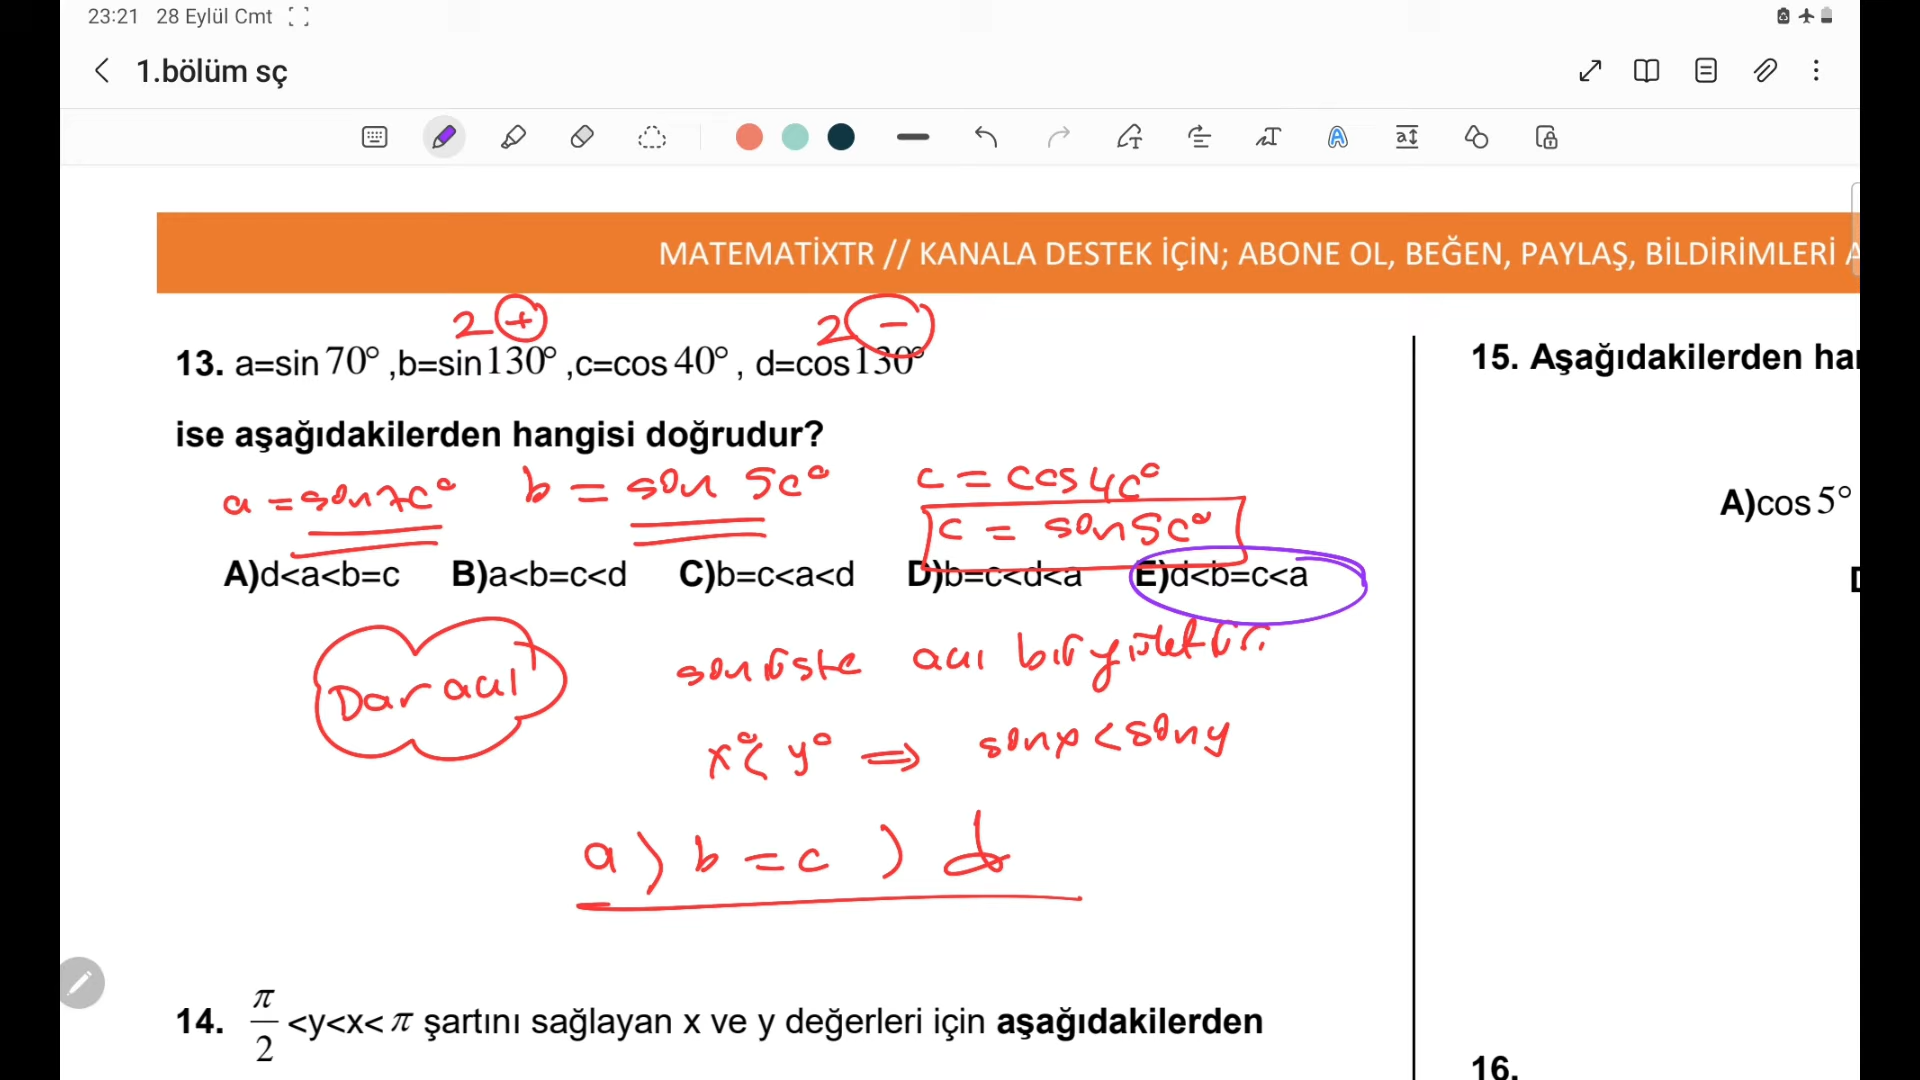 23:21 28 Eylül Cmt
1.bölüm sç
MATEMATİXTR // KANALA DESTEK İÇİN; ABONE OL, BEĞEN, PAYLAŞ, BİLDİRİMLERİ A
2 + 2 -
13. a=sin 70° ,b=sin 130° ,c=cos 40° , d=cos 130°
ise aşağıdakilerden hangisi doğrudur?
a = sin 70° b = sin 50° c = cos 40°
c = sin 50°
A)d<a<b=c B)a<b=c<d C)b=c<a<d D)b=c<d<a E)d<b=c<a
Dar açı
sinüste açı büyüktür.
x° < y° ⇒ sinx < siny
a > b = c > d
14. π/2 <y<x< π şartını sağlayan x ve y değerleri için aşağıdakilerden
15. Aşağıdakilerden ha
A)cos 5°
16.